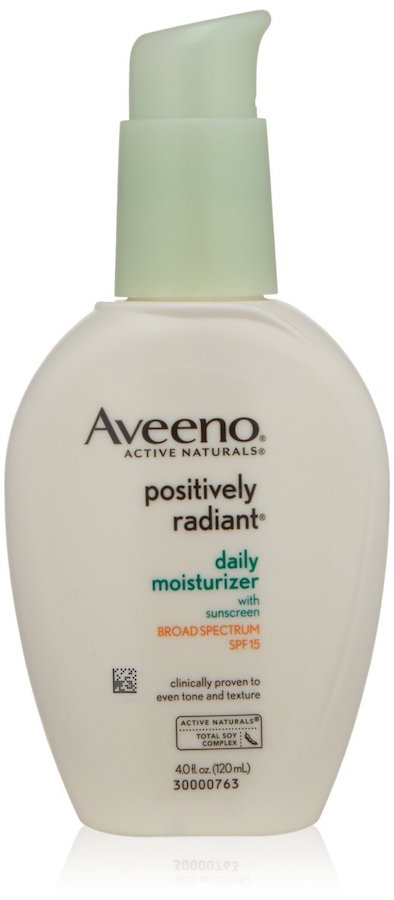 Aveeno®
ACTIVE NATURALS®
positively
radiant®
daily
moisturizer
with
sunscreen
BROAD SPECTRUM
SPF 15
clinically proven to
even tone and texture
ACTIVE NATURALS®
TOTAL SOY
COMPLEX
4.0 fl. oz. (120 mL)
30000763